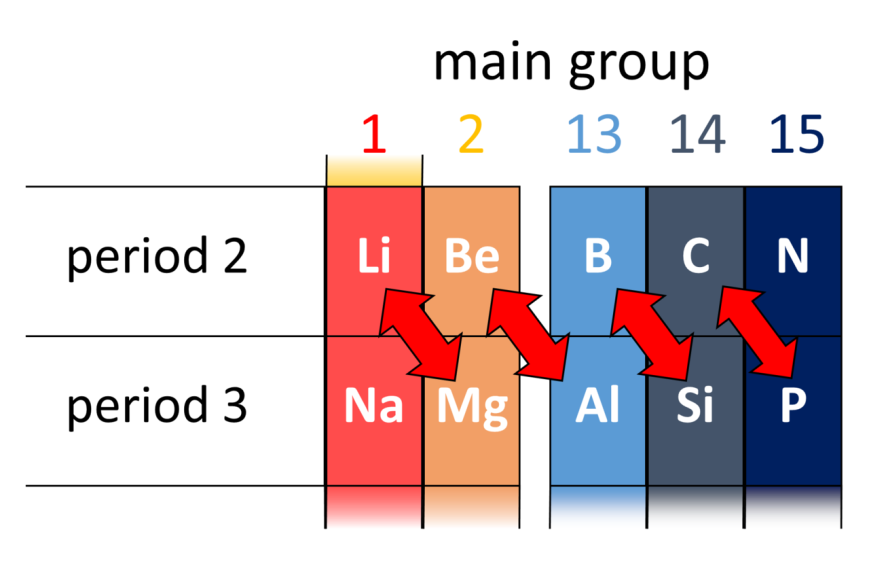 main group
1 2 13 14 15
period 2 Li Be B C N
period 3 Na Mg Al Si P